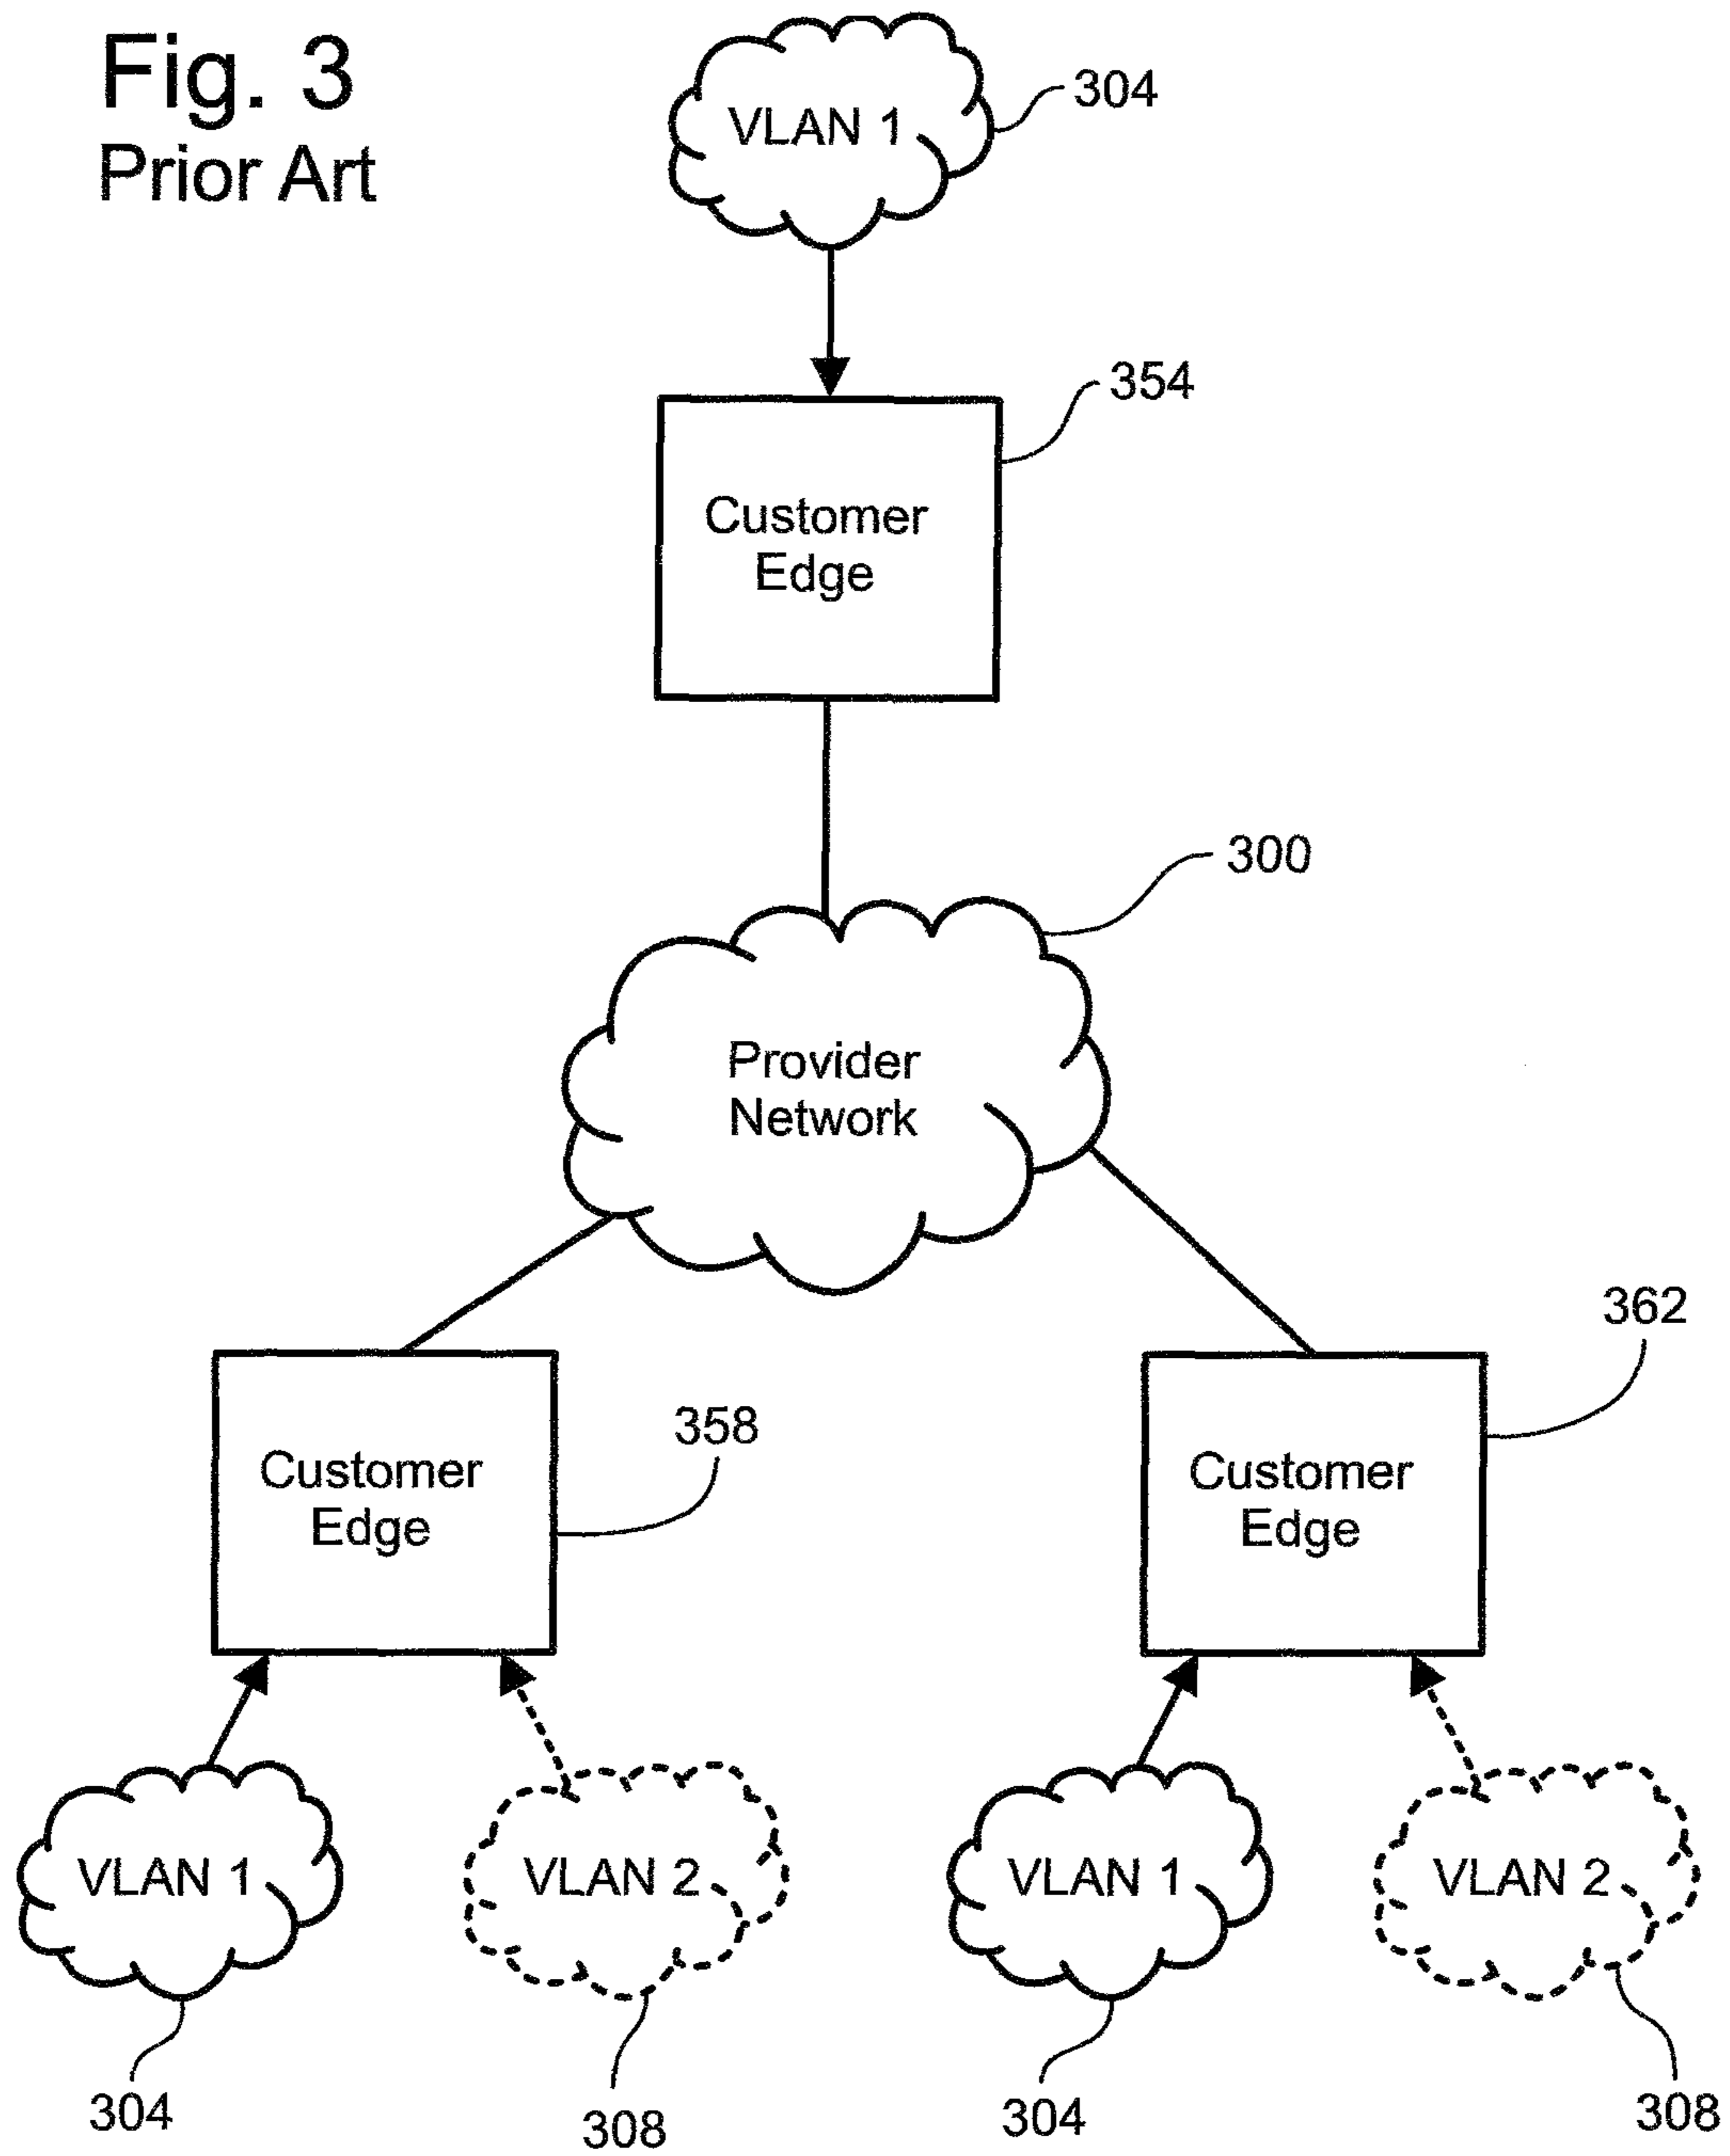 Fig. 3
Prior Art
VLAN 1
304
354
Customer
Edge
300
Provider
Network
362
358
Customer
Edge
Customer
Edge
VLAN 1
VLAN 2
VLAN 1
VLAN 2
304
308
304
308